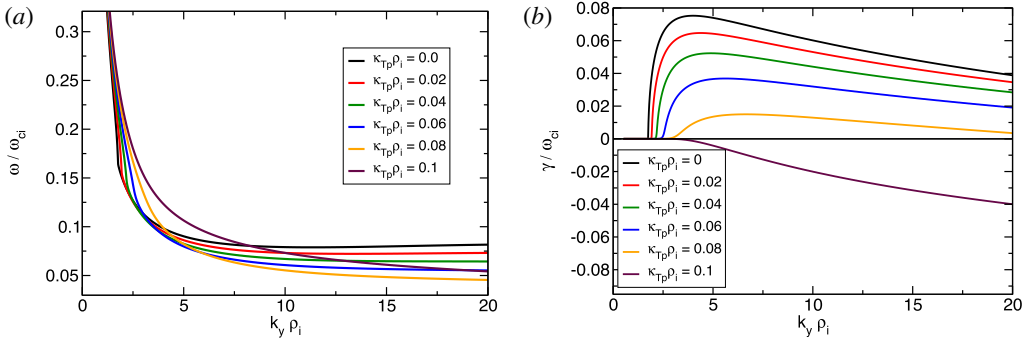 (a)
0.3
0.25
0.2
0.15
0.1
0.05
ω / ω_ci
κ_Tp ρ_i = 0.0
κ_Tp ρ_i = 0.02
κ_Tp ρ_i = 0.04
κ_Tp ρ_i = 0.06
κ_Tp ρ_i = 0.08
κ_Tp ρ_i = 0.1
0 5 10 15 20
k_y ρ_i
(b)
0.08
0.06
0.04
0.02
0
-0.02
-0.04
-0.06
-0.08
γ / ω_ci
κ_Tp ρ_i = 0
κ_Tp ρ_i = 0.02
κ_Tp ρ_i = 0.04
κ_Tp ρ_i = 0.06
κ_Tp ρ_i = 0.08
κ_Tp ρ_i = 0.1
0 5 10 15 20
k_y ρ_i